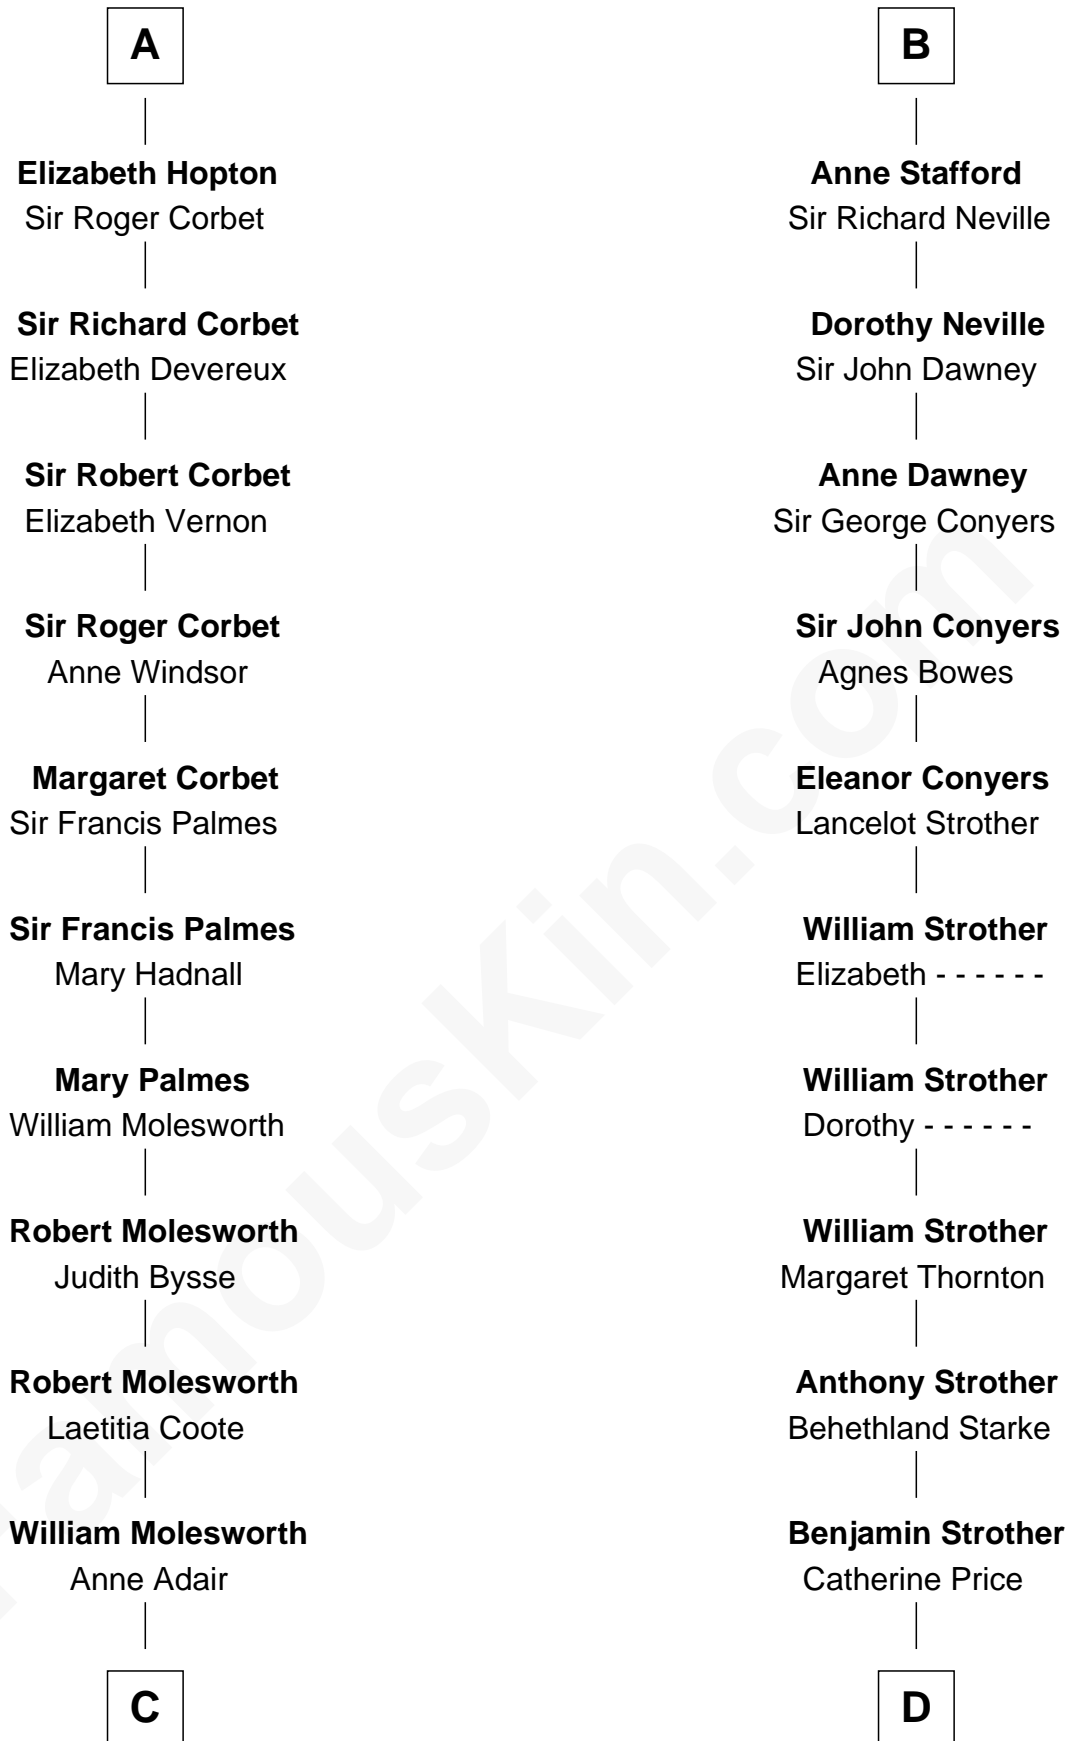 A
Elizabeth Hopton
Sir Roger Corbet
Sir Richard Corbet
Elizabeth Devereux
Sir Robert Corbet
Elizabeth Vernon
Sir Roger Corbet
Anne Windsor
Margaret Corbet
Sir Francis Palmes
Sir Francis Palmes
Mary Hadnall
Mary Palmes
William Molesworth
Robert Molesworth
Judith Bysse
Robert Molesworth
Laetitia Coote
William Molesworth
Anne Adair
C
B
Anne Stafford
Sir Richard Neville
Dorothy Neville
Sir John Dawney
Anne Dawney
Sir George Conyers
Sir John Conyers
Agnes Bowes
Eleanor Conyers
Lancelot Strother
William Strother
Elizabeth - - - - - -
William Strother
Dorothy - - - - - -
William Strother
Margaret Thornton
Anthony Strother
Behethland Starke
Benjamin Strother
Catherine Price
D
FamousKin.com